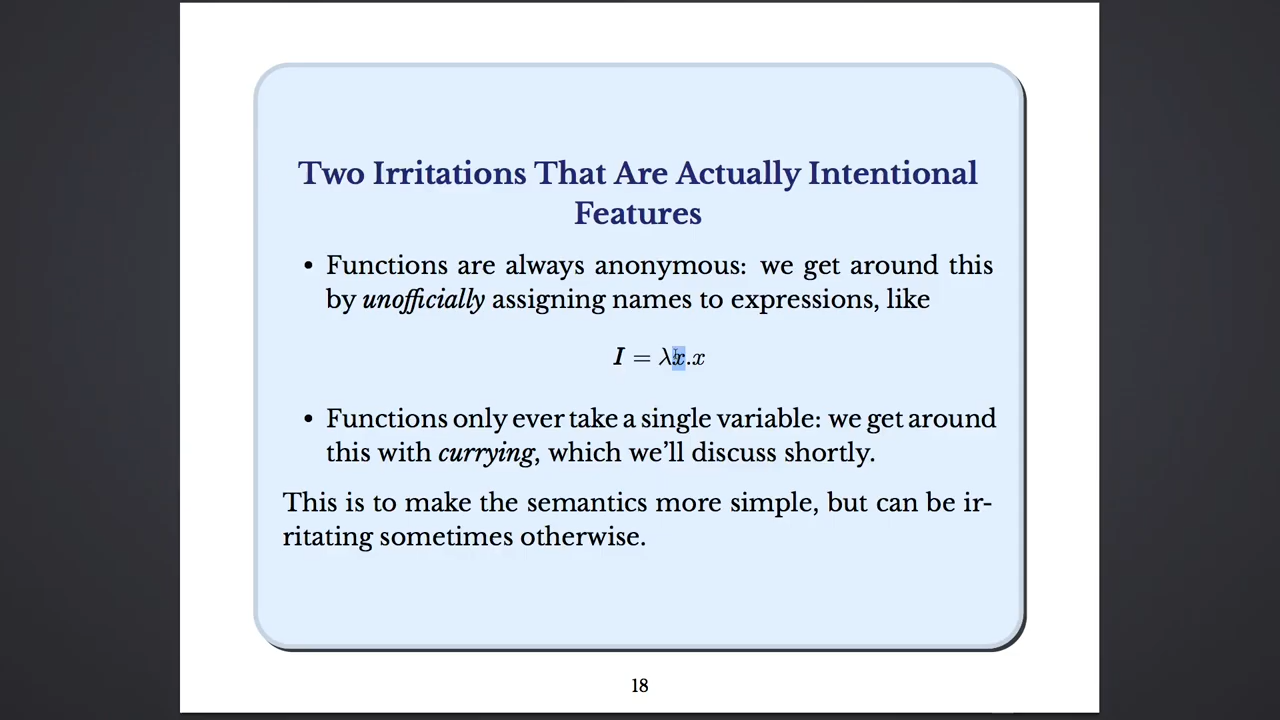 Two Irritations That Are Actually Intentional
Features
• Functions are always anonymous: we get around this
by unofficially assigning names to expressions, like
I = λx.x
• Functions only ever take a single variable: we get around
this with currying, which we’ll discuss shortly.
This is to make the semantics more simple, but can be ir-
ritating sometimes otherwise.
18